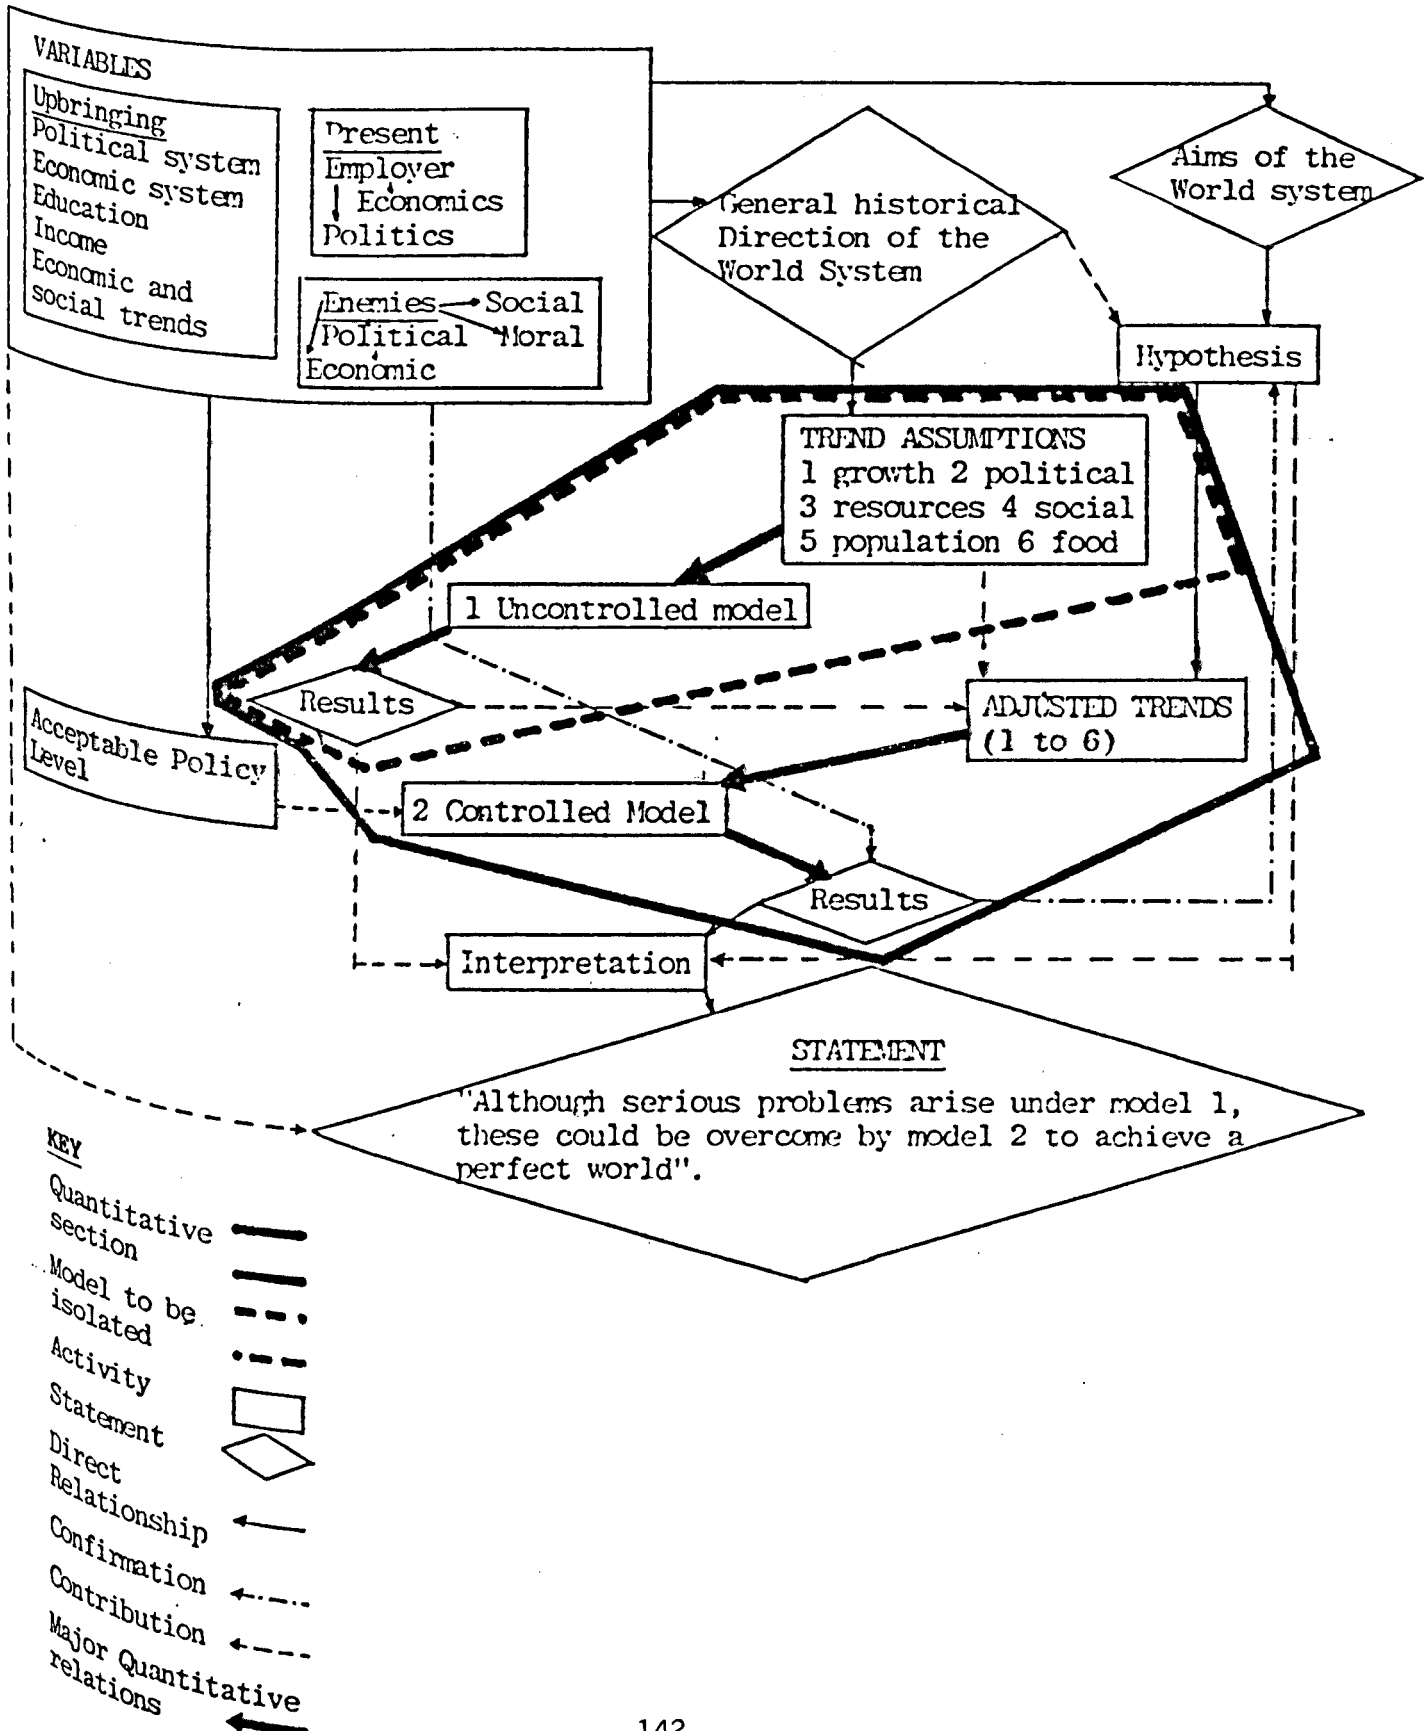 VARIABLES
Upbringing
Political system
Economic system
Education
Income
Economic and
social trends
Present
Employer
Economics
Politics
Enemies
Social
Political
Moral
Economic
General historical
Direction of the
World System
Aims of the
World system
Hypothesis
TREND ASSUMPTIONS
1 growth 2 political
3 resources 4 social
5 population 6 food
1 Uncontrolled model
Results
ADJUSTED TRENDS
(1 to 6)
Acceptable Policy
Level
2 Controlled Model
Results
Interpretation
STATEMENT
"Although serious problems arise under model 1,
these could be overcome by model 2 to achieve a
perfect world".
KEY
Quantitative
section
Model to be
isolated
Activity
Statement
Direct
Relationship
Confirmation
Contribution
Major Quantitative
relations
142